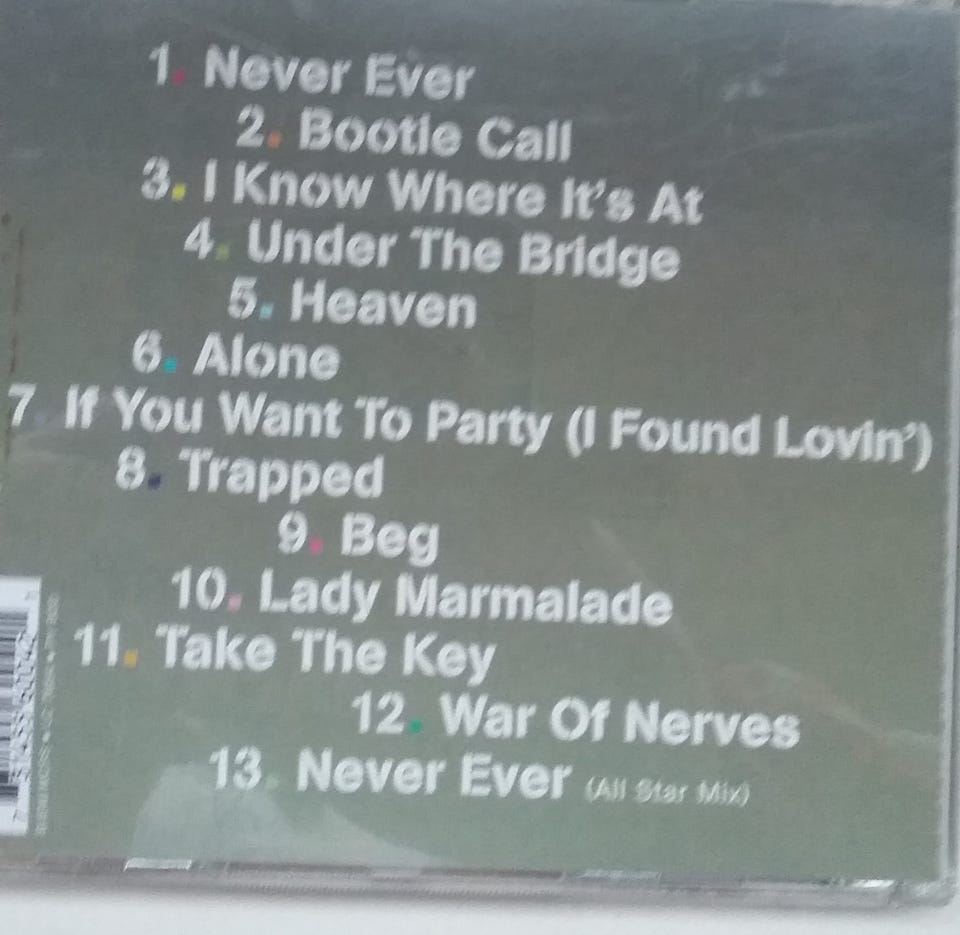 1. Never Ever
2. Bootie Call
3. I Know Where It's At
4. Under The Bridge
5. Heaven
6. Alone
7. If You Want To Party (I Found Lovin')
8. Trapped
9. Beg
10. Lady Marmalade
11. Take The Key
12. War Of Nerves
13. Never Ever (All Star Mix)